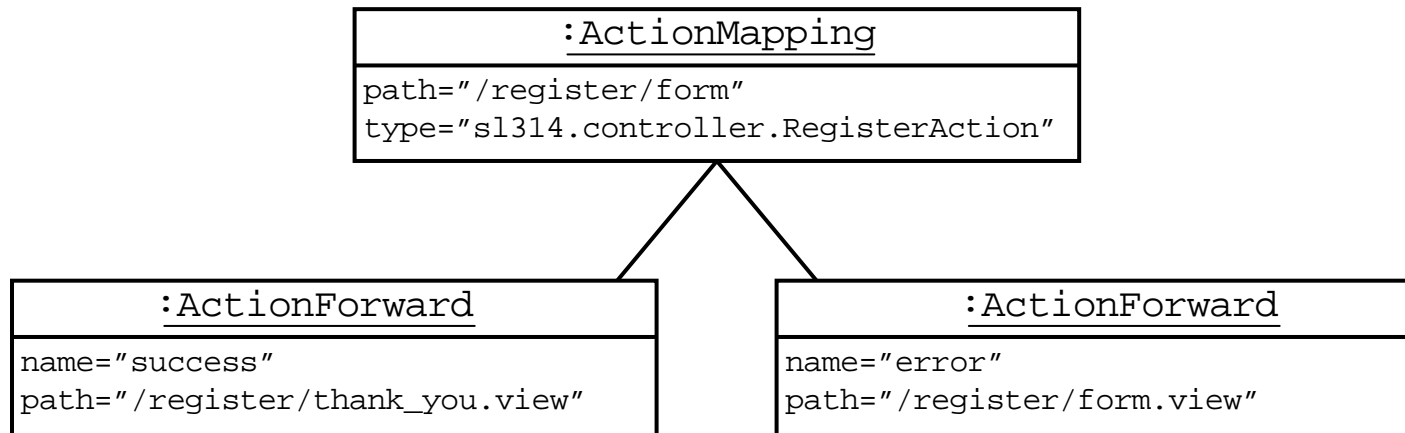 :ActionMapping
path="/register/form"
type="sl314.controller.RegisterAction"
:ActionForward
name="success"
path="/register/thank_you.view"
:ActionForward
name="error"
path="/register/form.view"